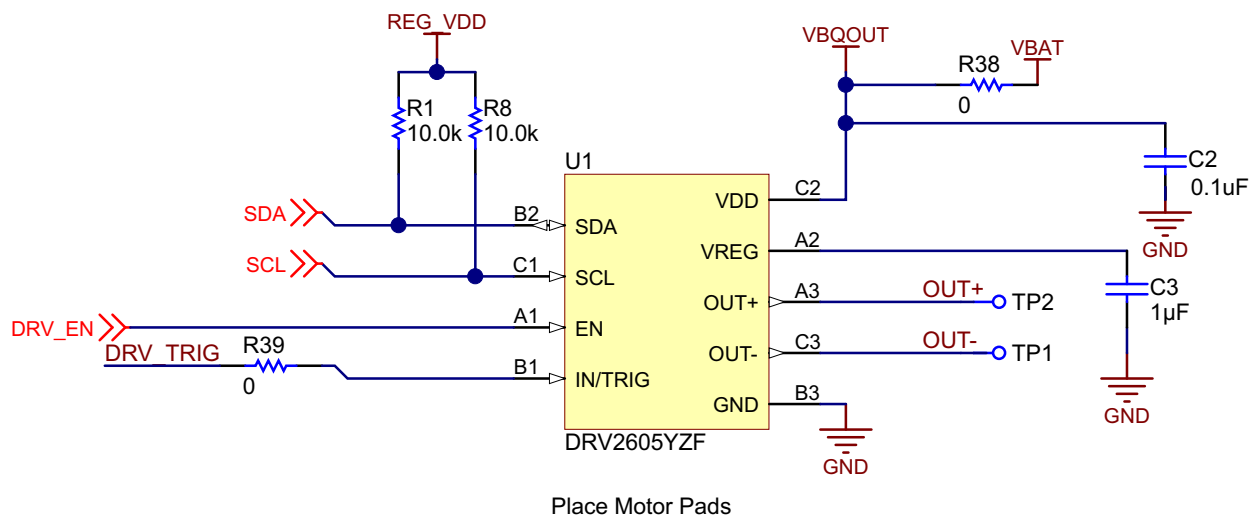 REG_VDD
VBQOUT
R38
VBAT
0
R1
10.0k
R8
10.0k
U1
C2
0.1uF
GND
SDA
B2
SDA
VDD
C2
SCL
C1
SCL
VREG
A2
C3
1µF
GND
DRV_EN
A1
EN
OUT+
A3
OUT+
TP2
DRV_TRIG
R39
0
B1
IN/TRIG
OUT-
C3
OUT-
TP1
GND
B3
GND
DRV2605YZF
Place Motor Pads